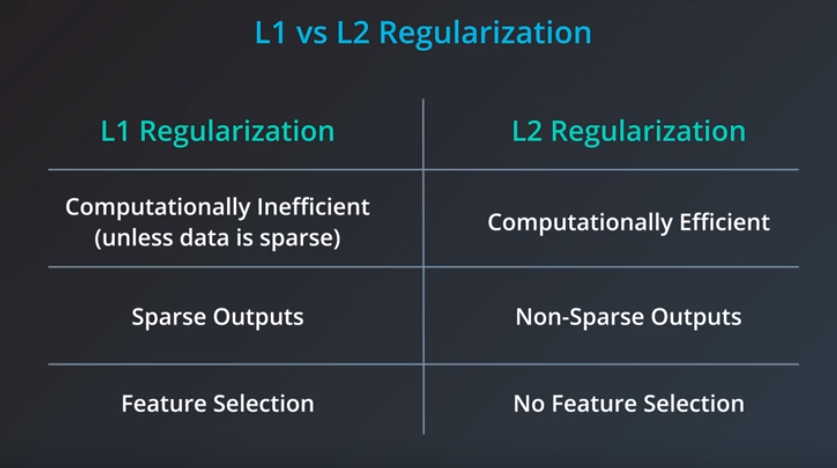 L1 vs L2 Regularization
L1 Regularization
L2 Regularization
Computationally Inefficient
(unless data is sparse)
Computationally Efficient
Sparse Outputs
Non-Sparse Outputs
Feature Selection
No Feature Selection